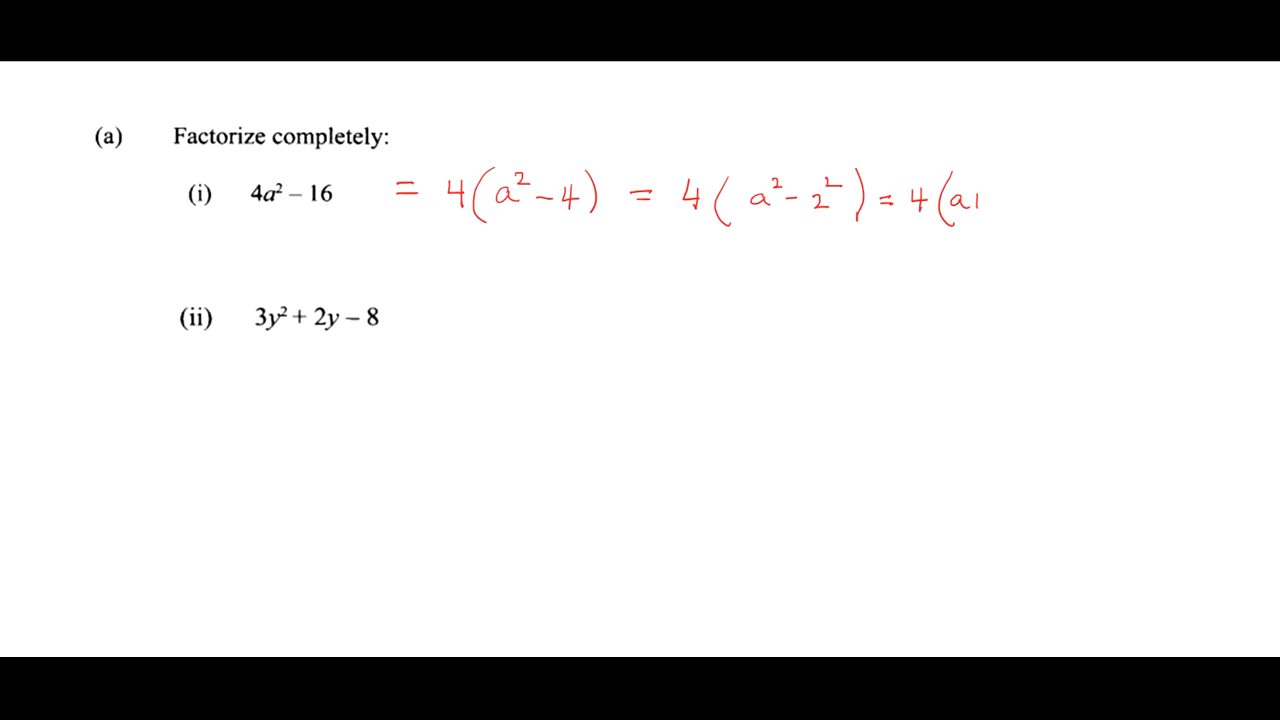 (a) Factorize completely:
(i) 4a² – 16 = 4(a² – 4) = 4(a² – 2²) = 4(a
(ii) 3y² + 2y – 8